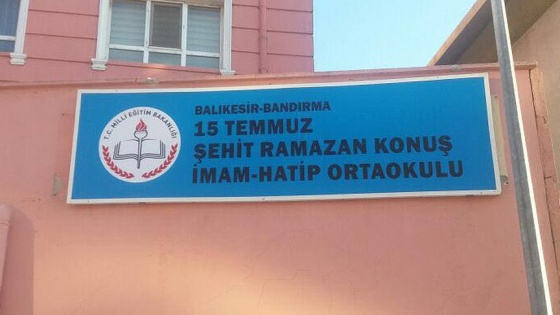 T.C. MİLLİ EĞİTİM BAKANLIĞI
BALIKESİR-BANDIRMA
15 TEMMUZ
ŞEHİT RAMAZAN KONUŞ
İMAM-HATİP ORTAOKULU